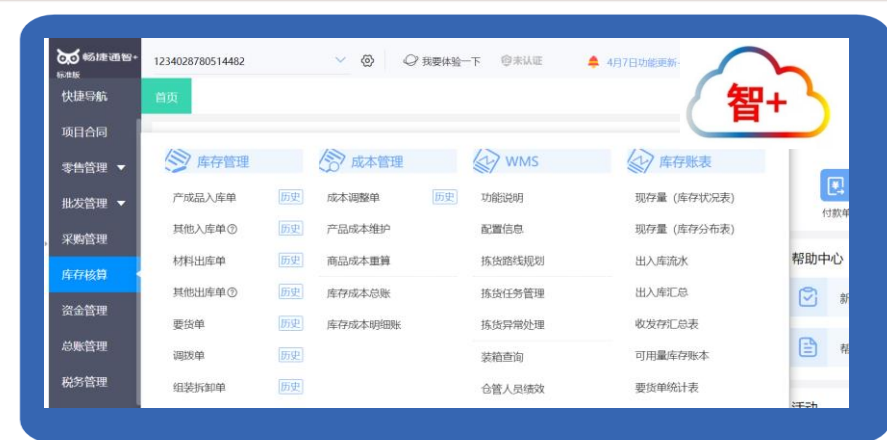 畅捷通智+
标准版
1234028780514482
我要体验一下
未认证
4月7日功能更新
智+
快捷导航
项目合同
零售管理
批发管理
采购管理
库存核算
资金管理
总账管理
税务管理
首页
库存管理
产成品入库单 历史
其他入库单 历史
材料出库单 历史
其他出库单 历史
要货单 历史
调拨单 历史
组装拆卸单 历史
成本管理
成本调整单 历史
产品成本维护
商品成本重算
库存成本总账
库存成本明细账
WMS
功能说明
配置信息
拣货路线规划
拣货任务管理
拣货异常处理
装箱查询
仓管人员绩效
库存账表
现存量（库存状况表）
现存量（库存分布表）
出入库流水
出入库汇总
收发存汇总表
可用量库存账本
要货单统计表
付款单
帮助中心
新
帮
活动